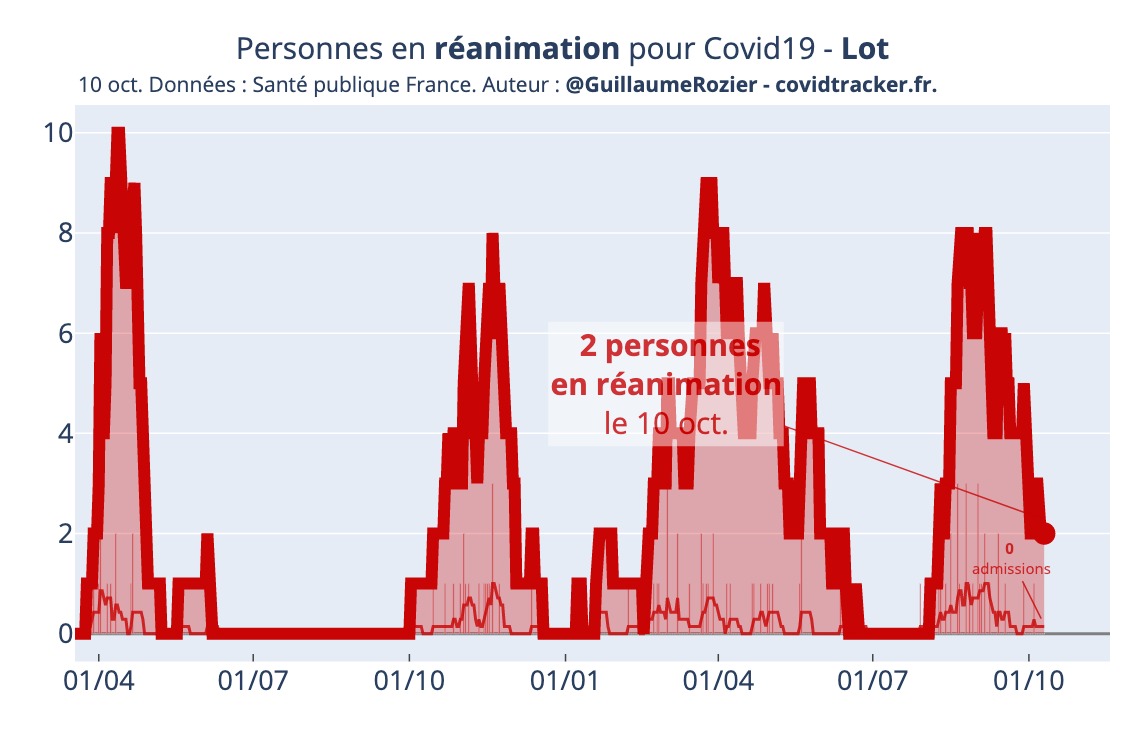 Personnes en réanimation pour Covid19 - Lot
10 oct. Données : Santé publique France. Auteur : @GuillaumeRozier - covidtracker.fr.
10
8
6
4
2
0
2 personnes
en réanimation
le 10 oct.
0
admissions
01/04
01/07
01/10
01/01
01/04
01/07
01/10